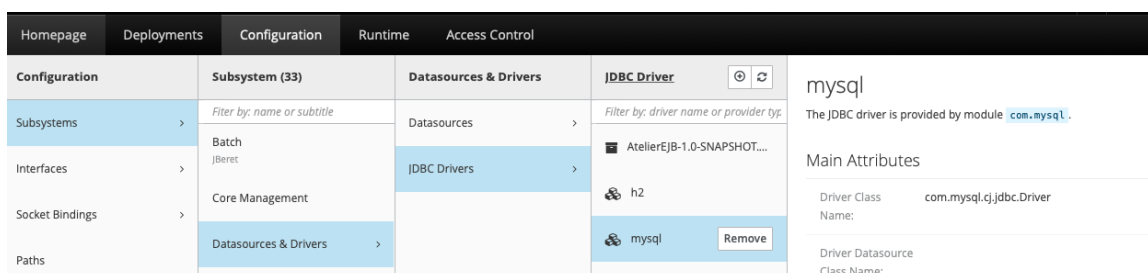 Homepage Deployments Configuration Runtime Access Control
Configuration
Subsystems
Interfaces
Socket Bindings
Paths
Subsystem (33)
Fiter by: name or subtitle
Batch
JBeret
Core Management
Datasources & Drivers
Datasources & Drivers
Datasources
JDBC Drivers
JDBC Driver
Filter by: driver name or provider typ
AtelierEJB-1.0-SNAPSHOT....
h2
mysql Remove
mysql
The JDBC driver is provided by module com.mysql.
Main Attributes
Driver Class com.mysql.cj.jdbc.Driver
Name:
Driver Datasource
Class Name: